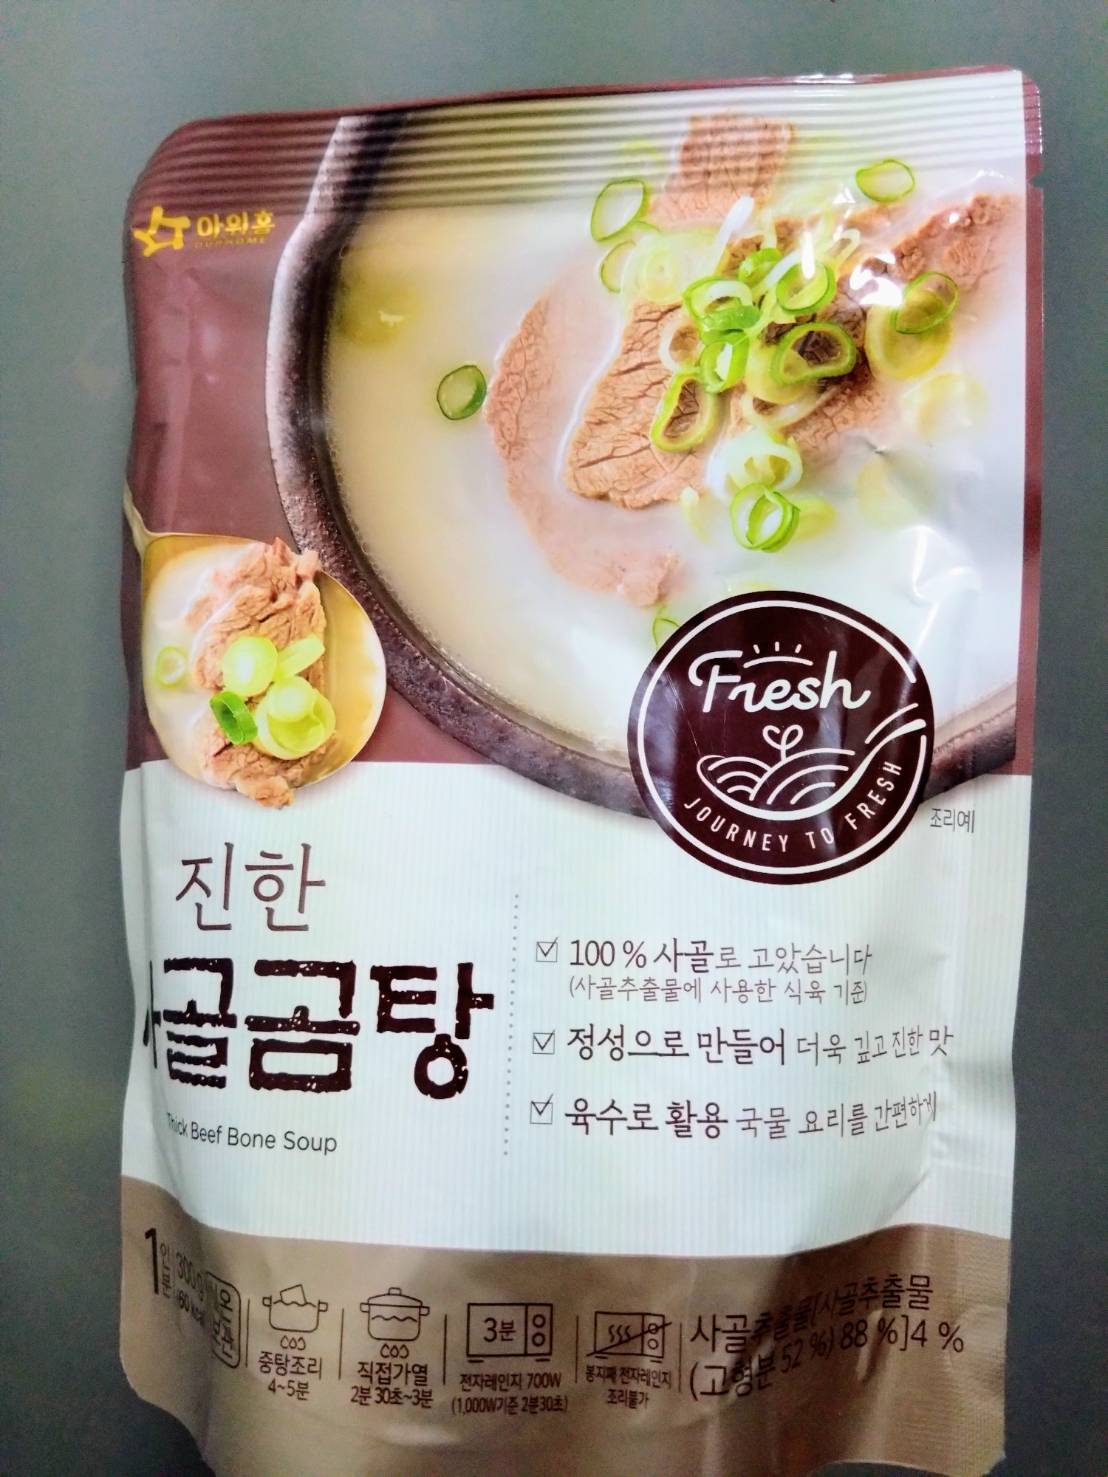 아워홈
OURHOME
Fresh
JOURNEY TO FRESH
조리예
진한
사골곰탕
Thick Beef Bone Soup
100 % 사골로 고았습니다
(사골추출물에 사용한 식육 기준)
정성으로 만들어 더욱 깊고 진한 맛
육수로 활용 국물 요리를 간편하게
1인분
300g
실온보관
중탕조리
4~5분
직접가열
2분 30초~3분
3분
전자레인지 700W
(1,000W기준 2분30초)
봉지째 전자레인지
조리불가
사골추출물[사골추출물
(고형분 52 %) 88 %]4 %